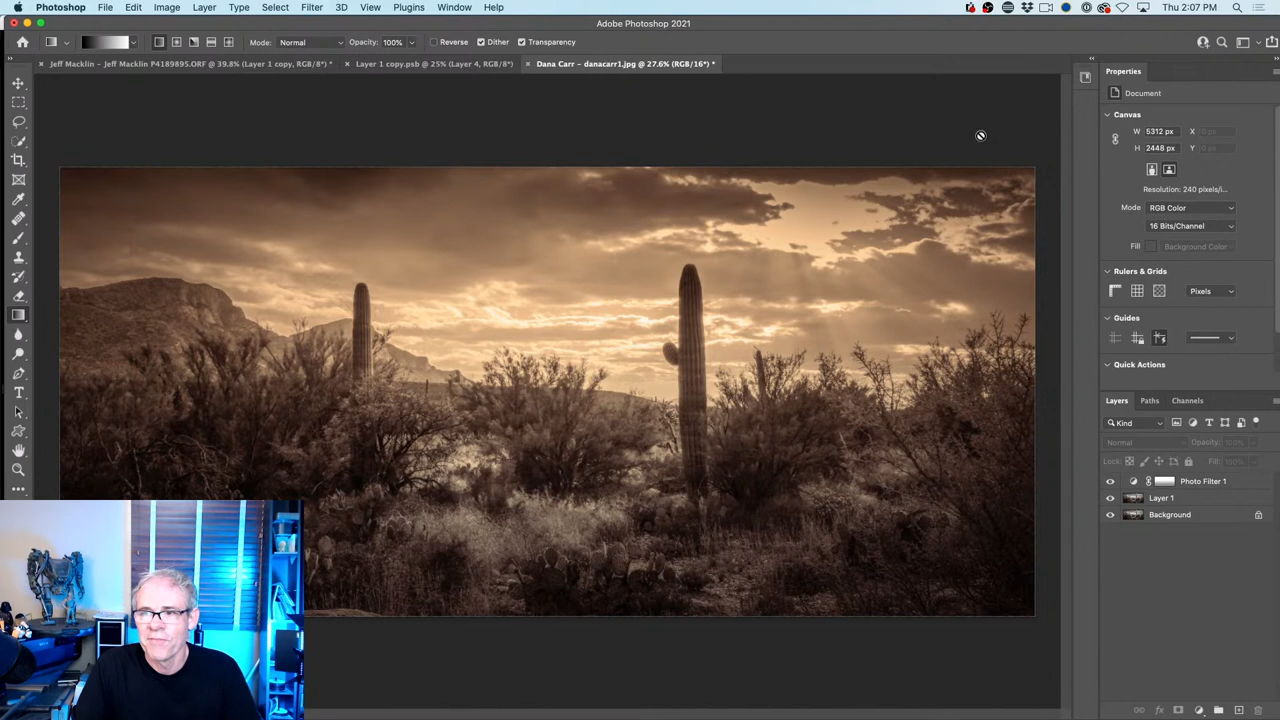 Photoshop File Edit Image Layer Type Select Filter 3D View Plugins Window Help Thu 2:07 PM
Adobe Photoshop 2021
Mode: Normal Opacity: 100% Reverse Dither Transparency
Jeff Macklin – Jeff Macklin P4189895.ORF @ 39.8% (Layer 1 copy, RGB/8*) * Layer 1 copy.psb @ 25% (Layer 4, RGB/8*) Dana Carr – danacarr1.jpg @ 27.6% (RGB/16*) *
Properties
Document
Canvas
W 5312 px X 0 px
H 2448 px Y 0 px
Resolution: 240 pixels/i...
Mode RGB Color
16 Bits/Channel
Fill Background Color
Rulers & Grids
Pixels
Guides
Quick Actions
Layers Paths Channels
Kind
Normal Opacity: 100%
Lock: Fill: 100%
Photo Filter 1
Layer 1
Background